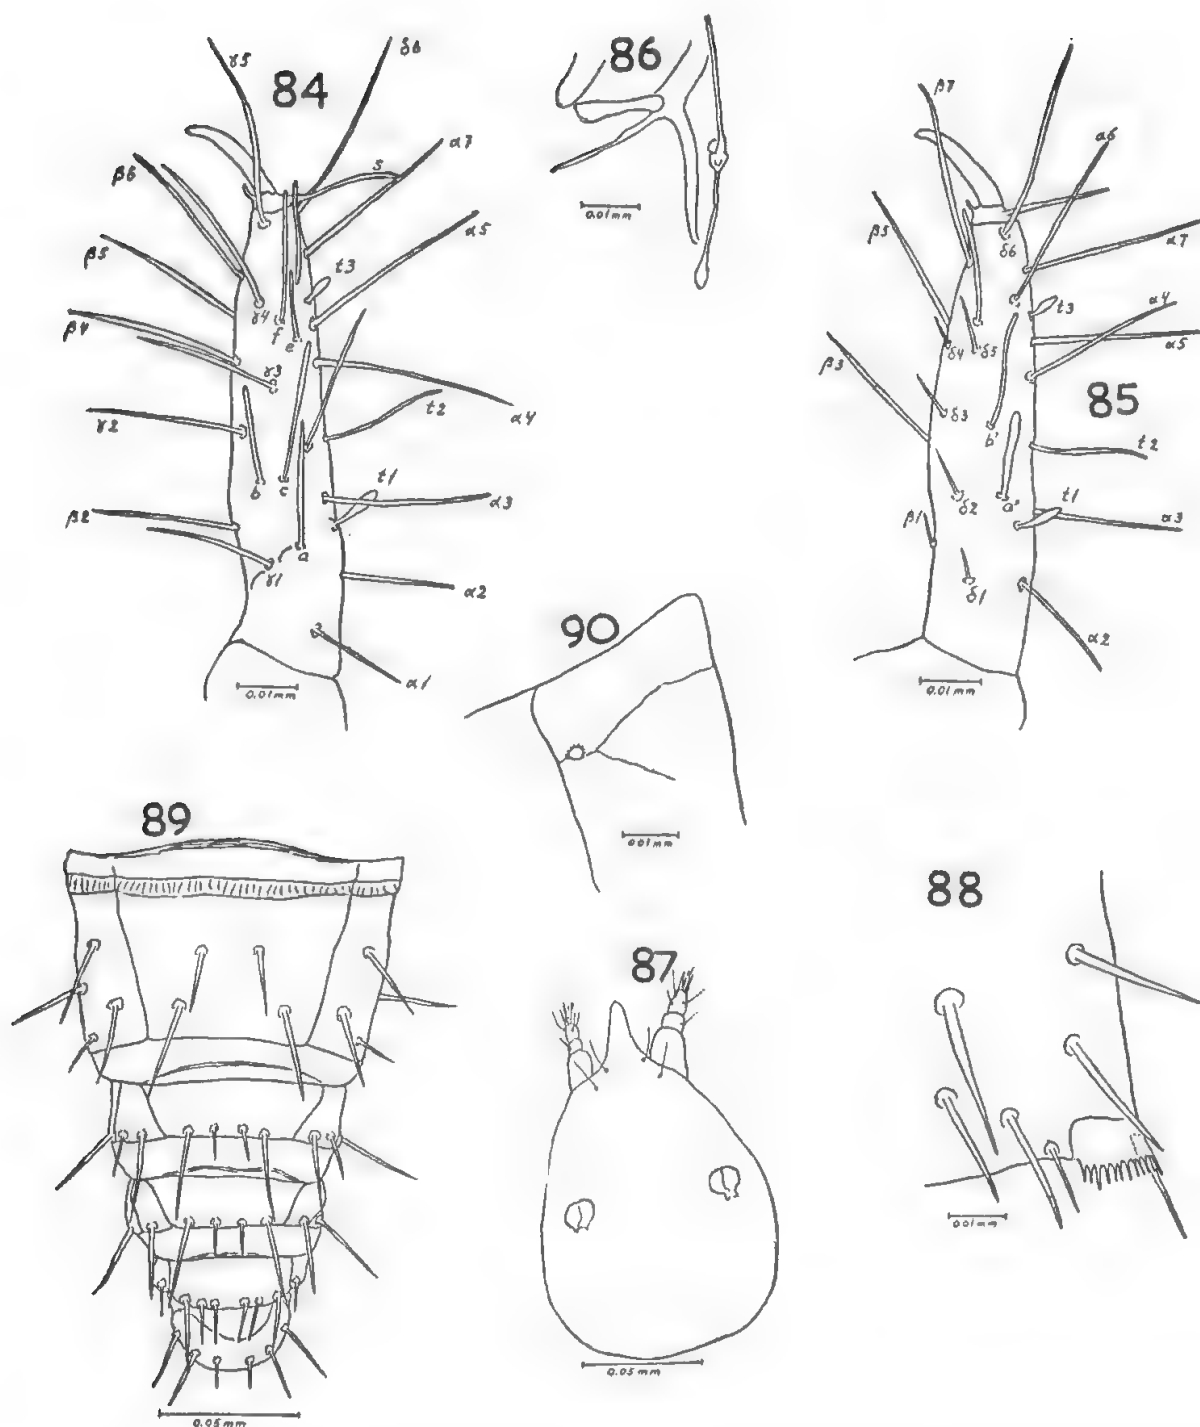 84
γ5
δ6
β6
s
α7
β5
t3
α5
γ4
f
e
β4
γ3
α4
γ2
t2
b
c
t1
α3
β2
γ1
a
α2
α1
0.01mm
86
0.01mm
85
β7
α6
β5
δ6
α7
t3
α4
δ4
δ5
α5
β3
δ3
b'
t2
δ2
a'
t1
β1
α3
δ1
α2
0.01mm
90
0.01mm
89
0.05mm
87
0.05mm
88
0.01mm